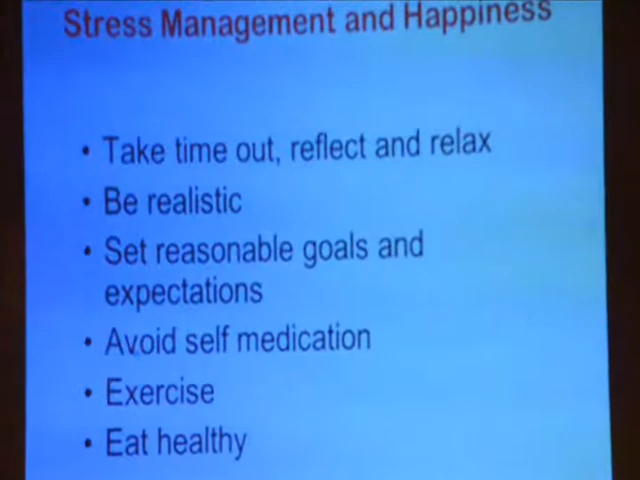 Stress Management and Happiness
• Take time out, reflect and relax
• Be realistic
• Set reasonable goals and
expectations
• Avoid self medication
• Exercise
• Eat healthy